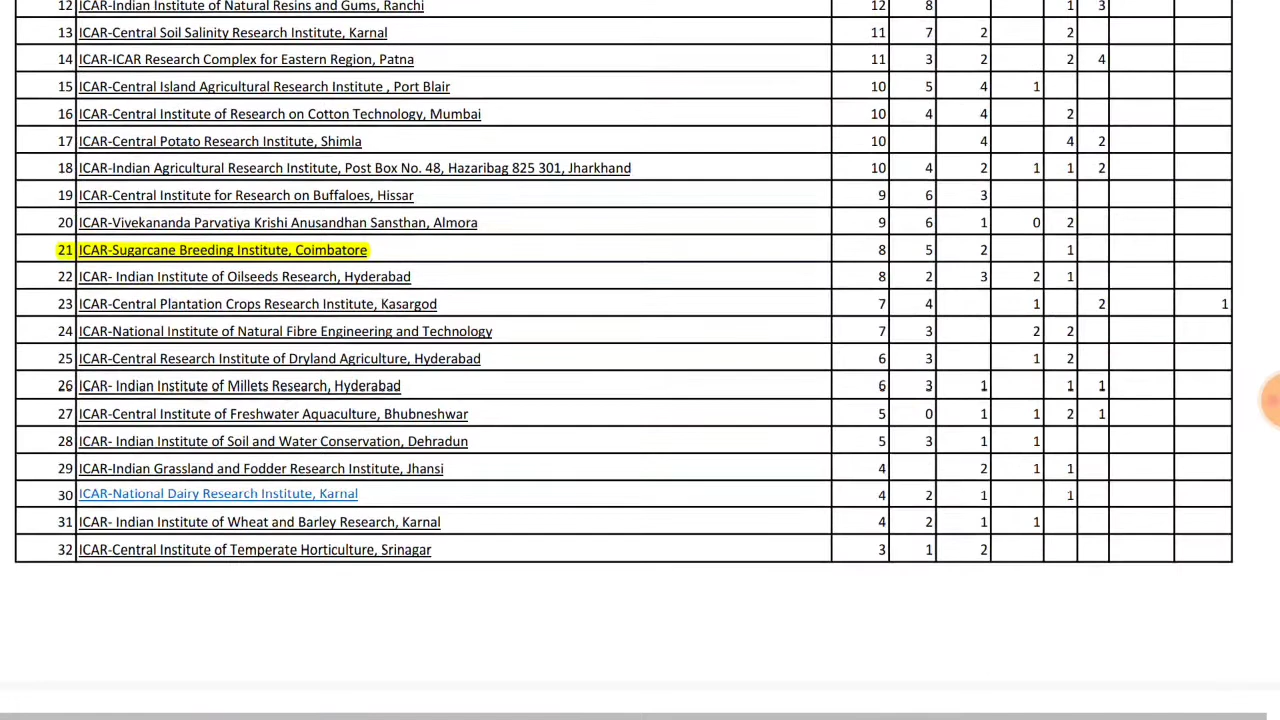 12 ICAR-Indian Institute of Natural Resins and Gums, Ranchi 12 8 1 3
13 ICAR-Central Soil Salinity Research Institute, Karnal 11 7 2 2
14 ICAR-ICAR Research Complex for Eastern Region, Patna 11 3 2 2 4
15 ICAR-Central Island Agricultural Research Institute , Port Blair 10 5 4 1
16 ICAR-Central Institute of Research on Cotton Technology, Mumbai 10 4 4 2
17 ICAR-Central Potato Research Institute, Shimla 10 4 4 2
18 ICAR-Indian Agricultural Research Institute, Post Box No. 48, Hazaribag 825 301, Jharkhand 10 4 2 1 1 2
19 ICAR-Central Institute for Research on Buffaloes, Hissar 9 6 3
20 ICAR-Vivekananda Parvatiya Krishi Anusandhan Sansthan, Almora 9 6 1 0 2
21 ICAR-Sugarcane Breeding Institute, Coimbatore 8 5 2 1
22 ICAR- Indian Institute of Oilseeds Research, Hyderabad 8 2 3 2 1
23 ICAR-Central Plantation Crops Research Institute, Kasargod 7 4 1 2 1
24 ICAR-National Institute of Natural Fibre Engineering and Technology 7 3 2 2
25 ICAR-Central Research Institute of Dryland Agriculture, Hyderabad 6 3 1 2
26 ICAR- Indian Institute of Millets Research, Hyderabad 6 3 1 1 1
27 ICAR-Central Institute of Freshwater Aquaculture, Bhubneshwar 5 0 1 1 2 1
28 ICAR- Indian Institute of Soil and Water Conservation, Dehradun 5 3 1 1
29 ICAR-Indian Grassland and Fodder Research Institute, Jhansi 4 2 1 1
30 ICAR-National Dairy Research Institute, Karnal 4 2 1 1
31 ICAR- Indian Institute of Wheat and Barley Research, Karnal 4 2 1 1
32 ICAR-Central Institute of Temperate Horticulture, Srinagar 3 1 2